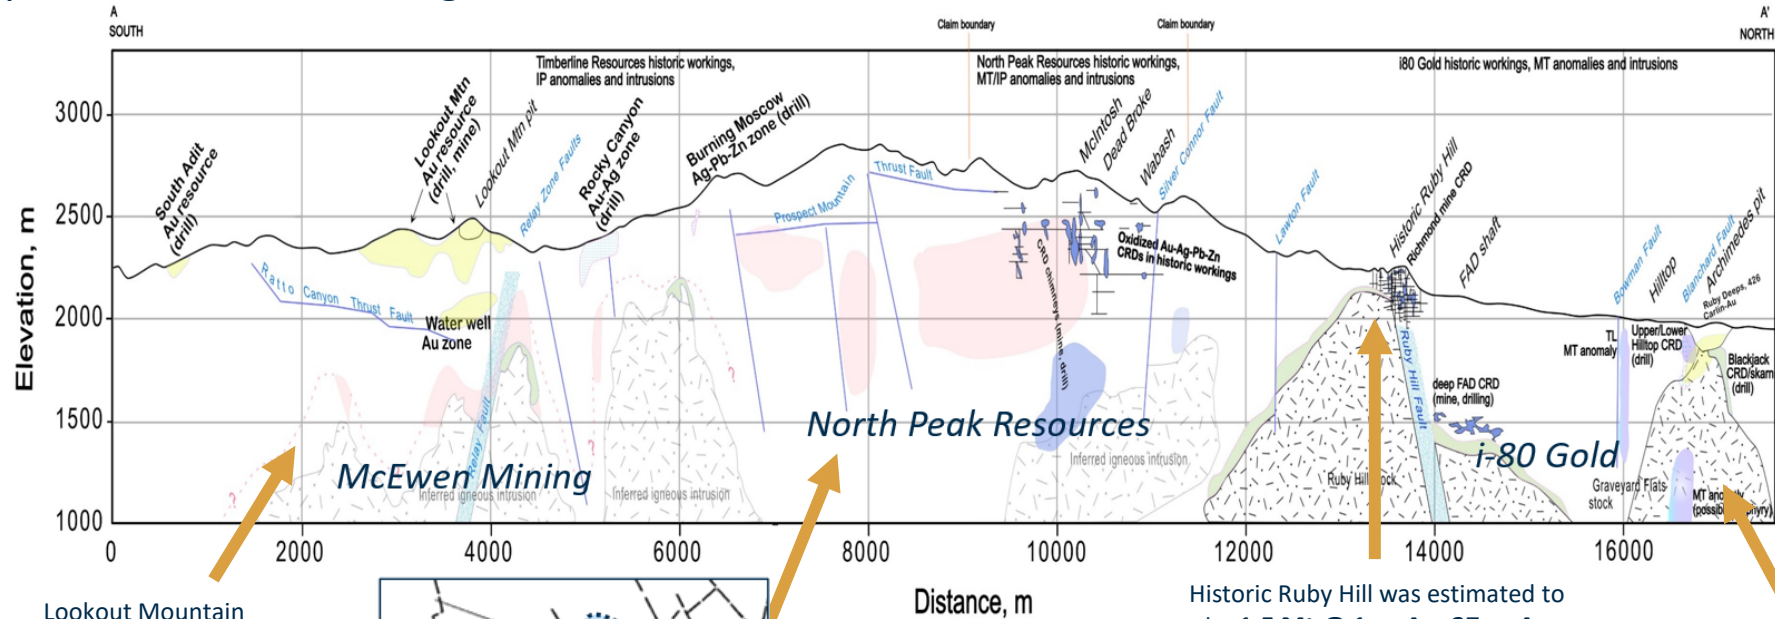 A
SOUTH
A'
NORTH
Claim boundary
Claim boundary
Timberline Resources historic workings,
IP anomalies and intrusions
North Peak Resources historic workings,
MT/IP anomalies and intrusions
i80 Gold historic workings, MT anomalies and intrusions
Elevation, m
3000
2500
2000
1500
1000
South Adit
Au resource
(drill)
Lookout Mtn
Au resource
(drill, mine)
Lookout Mtn pit
Relay Zone Faults
Rocky Canyon
Au-Ag zone
(drill)
Burning Moscow
Ag-Pb-Zn zone (drill)
Prospect Mountain
Thrust Fault
McIntosh
Dead Broke
Wabash
Silver Connor Fault
Lawton Fault
Historic Ruby Hill
Richmond mine CRD
FAD shaft
Bowman Fault
Hilltop
Blanchard Fault
Archimedes pit
Ruby Deeps, 426
Carlin-Au
Ratto Canyon Thrust Fault
Water well
Au zone
Oxidized Au-Ag-Pb-Zn
CRDs in historic workings
CRD chimneys (mine, drill)
TL
MT anomaly
Upper/Lower
Hilltop CRD
(drill)
Blackjack
CRD/skarn
(drill)
?
?
?
Relay Fault
Ruby Hill Fault
deep FAD CRD
(mine, drilling)
McEwen Mining
North Peak Resources
i-80 Gold
Inferred igneous intrusion
Inferred igneous intrusion
Inferred igneous intrusion
Ruby Hill
Graveyard Flats
stock
MT anomaly
0
2000
4000
6000
8000
10000
12000
14000
16000
Distance, m
Lookout Mountain
Historic Ruby Hill was estimated to